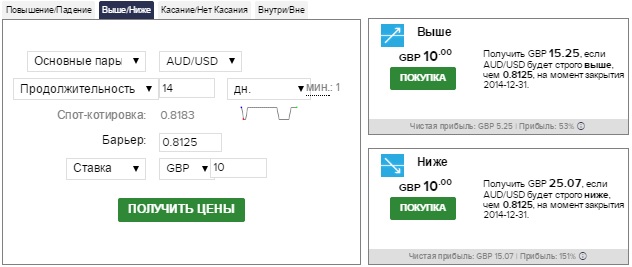 Повышение/Падение Выше/Ниже Касание/Нет Касания Внутри/Вне
Основные пары AUD/USD
Продолжительность 14 дн. мин.: 1
Спот-котировка: 0.8183
Барьер: 0.8125
Ставка GBP 10
ПОЛУЧИТЬ ЦЕНЫ
Выше
GBP 10.00
ПОКУПКА
Получить GBP 15.25, если
AUD/USD будет строго выше,
чем 0.8125, на момент закрытия
2014-12-31.
Чистая прибыль: GBP 5.25 | Прибыль: 53%
Ниже
GBP 10.00
ПОКУПКА
Получить GBP 25.07, если
AUD/USD будет строго ниже,
чем 0.8125, на момент закрытия
2014-12-31.
Чистая прибыль: GBP 15.07 | Прибыль: 151%